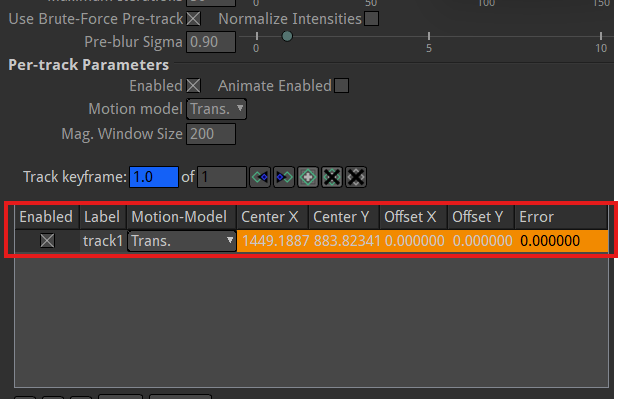 50 100 150
Use Brute-Force Pre-track Normalize Intensities
Pre-blur Sigma 0.90 0 5 10
Per-track Parameters
Enabled Animate Enabled
Motion model Trans.
Mag. Window Size 200
Track keyframe: 1.0 of 1
Enabled Label Motion-Model Center X Center Y Offset X Offset Y Error
track1 Trans. 1449.1887 883.82341 0.000000 0.000000 0.000000